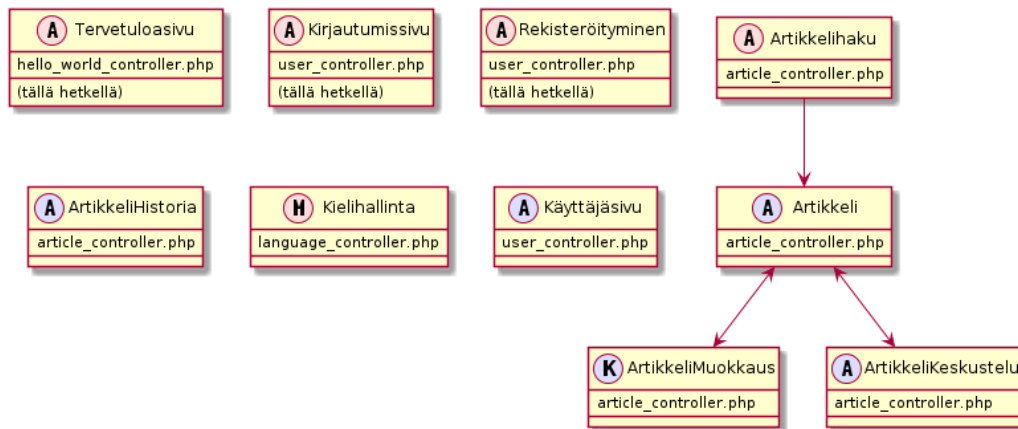 A Tervetuloasivu
hello_world_controller.php
(tällä hetkellä)
A Kirjautumissivu
user_controller.php
(tällä hetkellä)
A Rekisteröityminen
user_controller.php
(tällä hetkellä)
A Artikkelihaku
article_controller.php
A ArtikkeliHistoria
article_controller.php
M Kielihallinta
language_controller.php
A Käyttäjäsivu
user_controller.php
A Artikkeli
article_controller.php
K ArtikkeliMuokkaus
article_controller.php
A ArtikkeliKeskustelu
article_controller.php